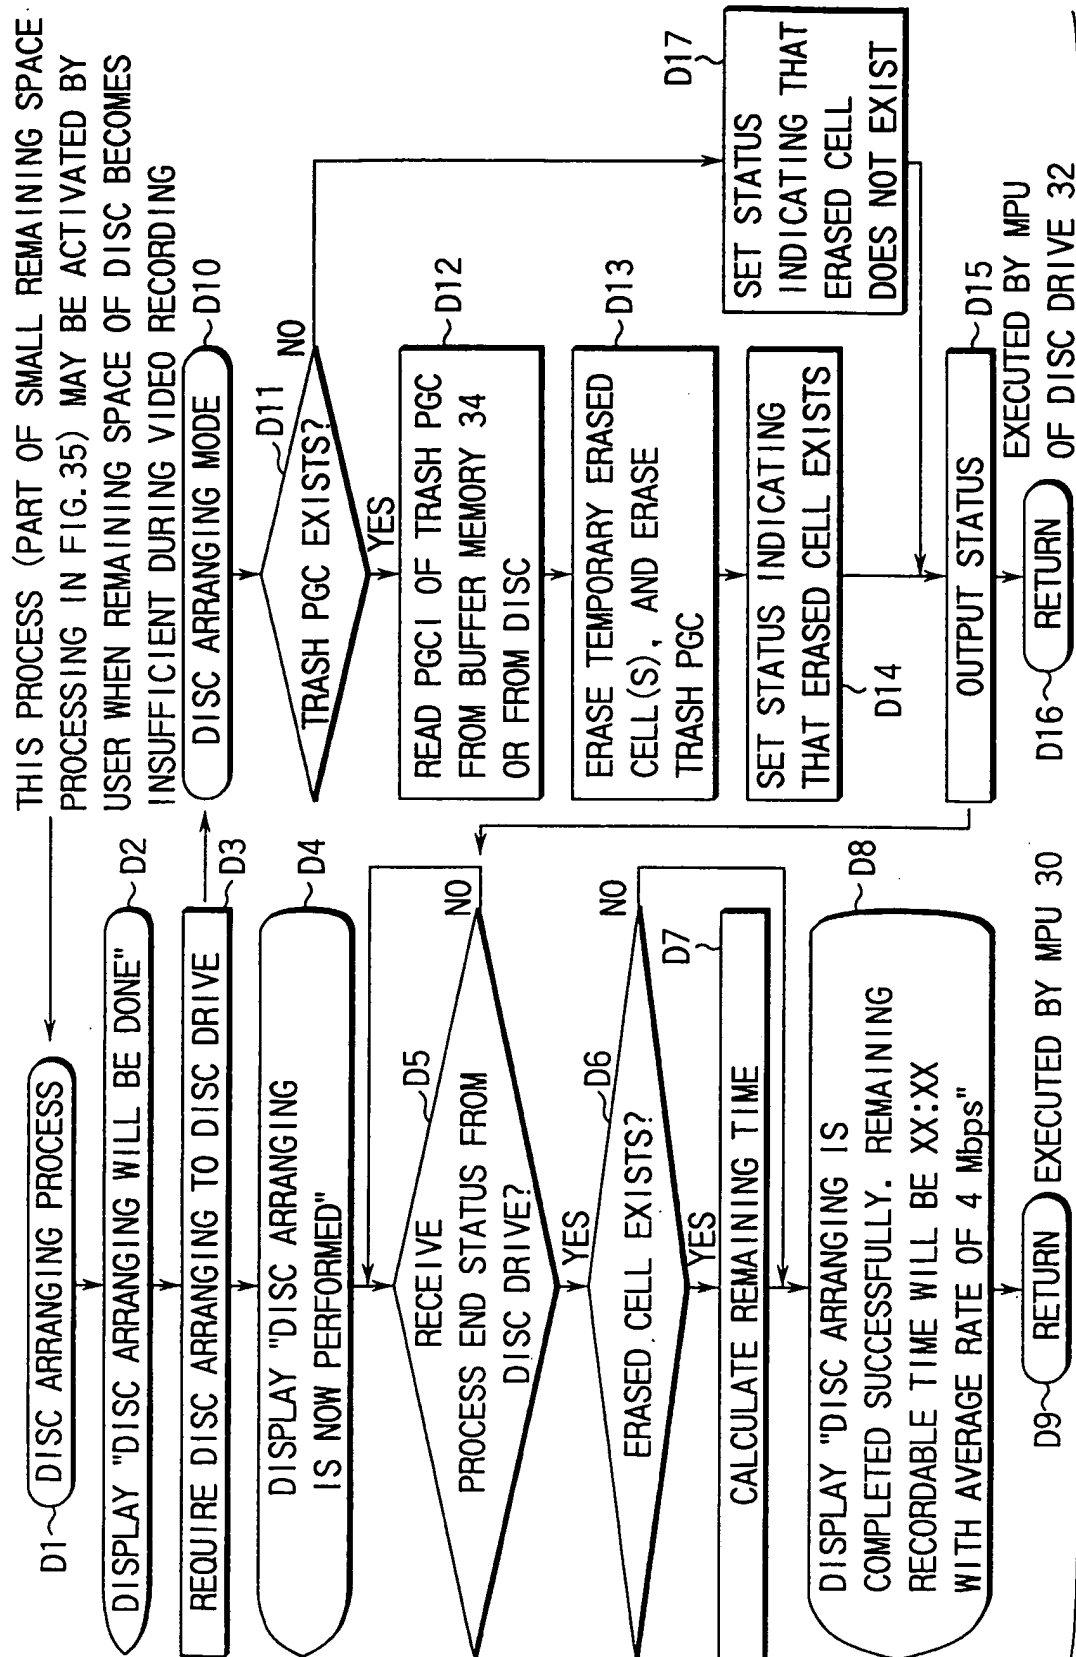 THIS PROCESS (PART OF SMALL REMAINING SPACE
PROCESSING IN FIG.35) MAY BE ACTIVATED BY
USER WHEN REMAINING SPACE OF DISC BECOMES
INSUFFICIENT DURING VIDEO RECORDING
D1
DISC ARRANGING PROCESS
D2
DISPLAY "DISC ARRANGING WILL BE DONE"
D3
REQUIRE DISC ARRANGING TO DISC DRIVE
D4
DISPLAY "DISC ARRANGING
IS NOW PERFORMED"
D5
RECEIVE
PROCESS END STATUS FROM
DISC DRIVE?
NO
YES
D6
ERASED CELL EXISTS?
NO
YES
D7
CALCULATE REMAINING TIME
D8
DISPLAY "DISC ARRANGING IS
COMPLETED SUCCESSFULLY. REMAINING
RECORDABLE TIME WILL BE XX:XX
WITH AVERAGE RATE OF 4 Mbps"
D9
RETURN
EXECUTED BY MPU 30
D10
DISC ARRANGING MODE
D11
TRASH PGC EXISTS?
NO
YES
D12
READ PGCI OF TRASH PGC
FROM BUFFER MEMORY 34
OR FROM DISC
D13
ERASE TEMPORARY ERASED
CELL(S), AND ERASE
TRASH PGC
SET STATUS INDICATING
THAT ERASED CELL EXISTS
D14
D17
SET STATUS
INDICATING THAT
ERASED CELL
DOES NOT EXIST
D15
OUTPUT STATUS
D16
RETURN
EXECUTED BY MPU
OF DISC DRIVE 32